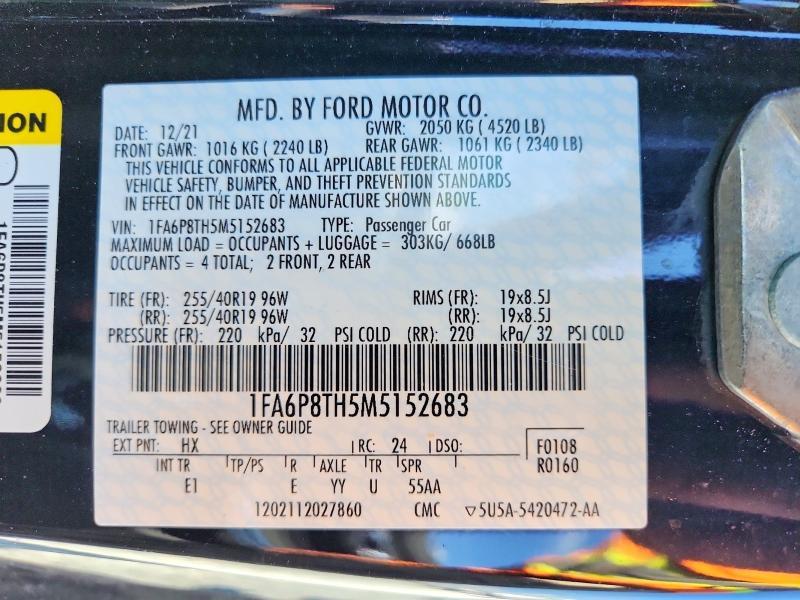 MFD. BY FORD MOTOR CO.
DATE: 12/21 GVWR: 2050 KG ( 4520 LB)
FRONT GAWR: 1016 KG ( 2240 LB) REAR GAWR: 1061 KG ( 2340 LB)
THIS VEHICLE CONFORMS TO ALL APPLICABLE FEDERAL MOTOR
VEHICLE SAFETY, BUMPER, AND THEFT PREVENTION STANDARDS
IN EFFECT ON THE DATE OF MANUFACTURE SHOWN ABOVE.
VIN: 1FA6P8TH5M5152683 TYPE: Passenger Car
MAXIMUM LOAD = OCCUPANTS + LUGGAGE = 303KG/ 668LB
OCCUPANTS = 4 TOTAL; 2 FRONT, 2 REAR
TIRE (FR): 255/40R19 96W RIMS (FR): 19x8.5J
(RR): 255/40R19 96W (RR): 19x8.5J
PRESSURE (FR): 220 kPa/ 32 PSI COLD (RR): 220 kPa/ 32 PSI COLD
1FA6P8TH5M5152683
TRAILER TOWING - SEE OWNER GUIDE
EXT PNT: HX RC: 24 DSO: F0108
R0160
INT TR TP/PS R AXLE TR SPR
E1 E YY U 55AA
1202112027860 CMC ▽5U5A-5420472-AA